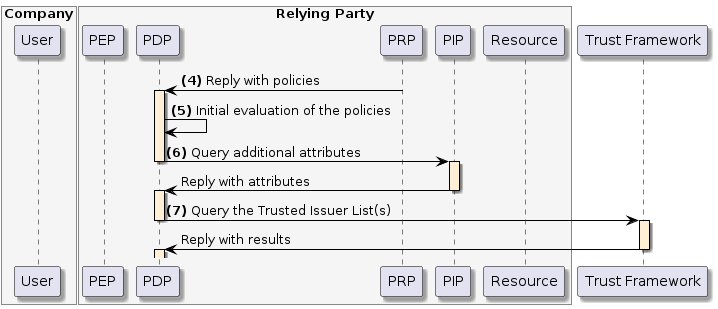 Company
Relying Party
User
PEP
PDP
PRP
PIP
Resource
Trust Framework
(4) Reply with policies
(5) Initial evaluation of the policies
(6) Query additional attributes
Reply with attributes
(7) Query the Trusted Issuer List(s)
Reply with results
User
PEP
PDP
PRP
PIP
Resource
Trust Framework